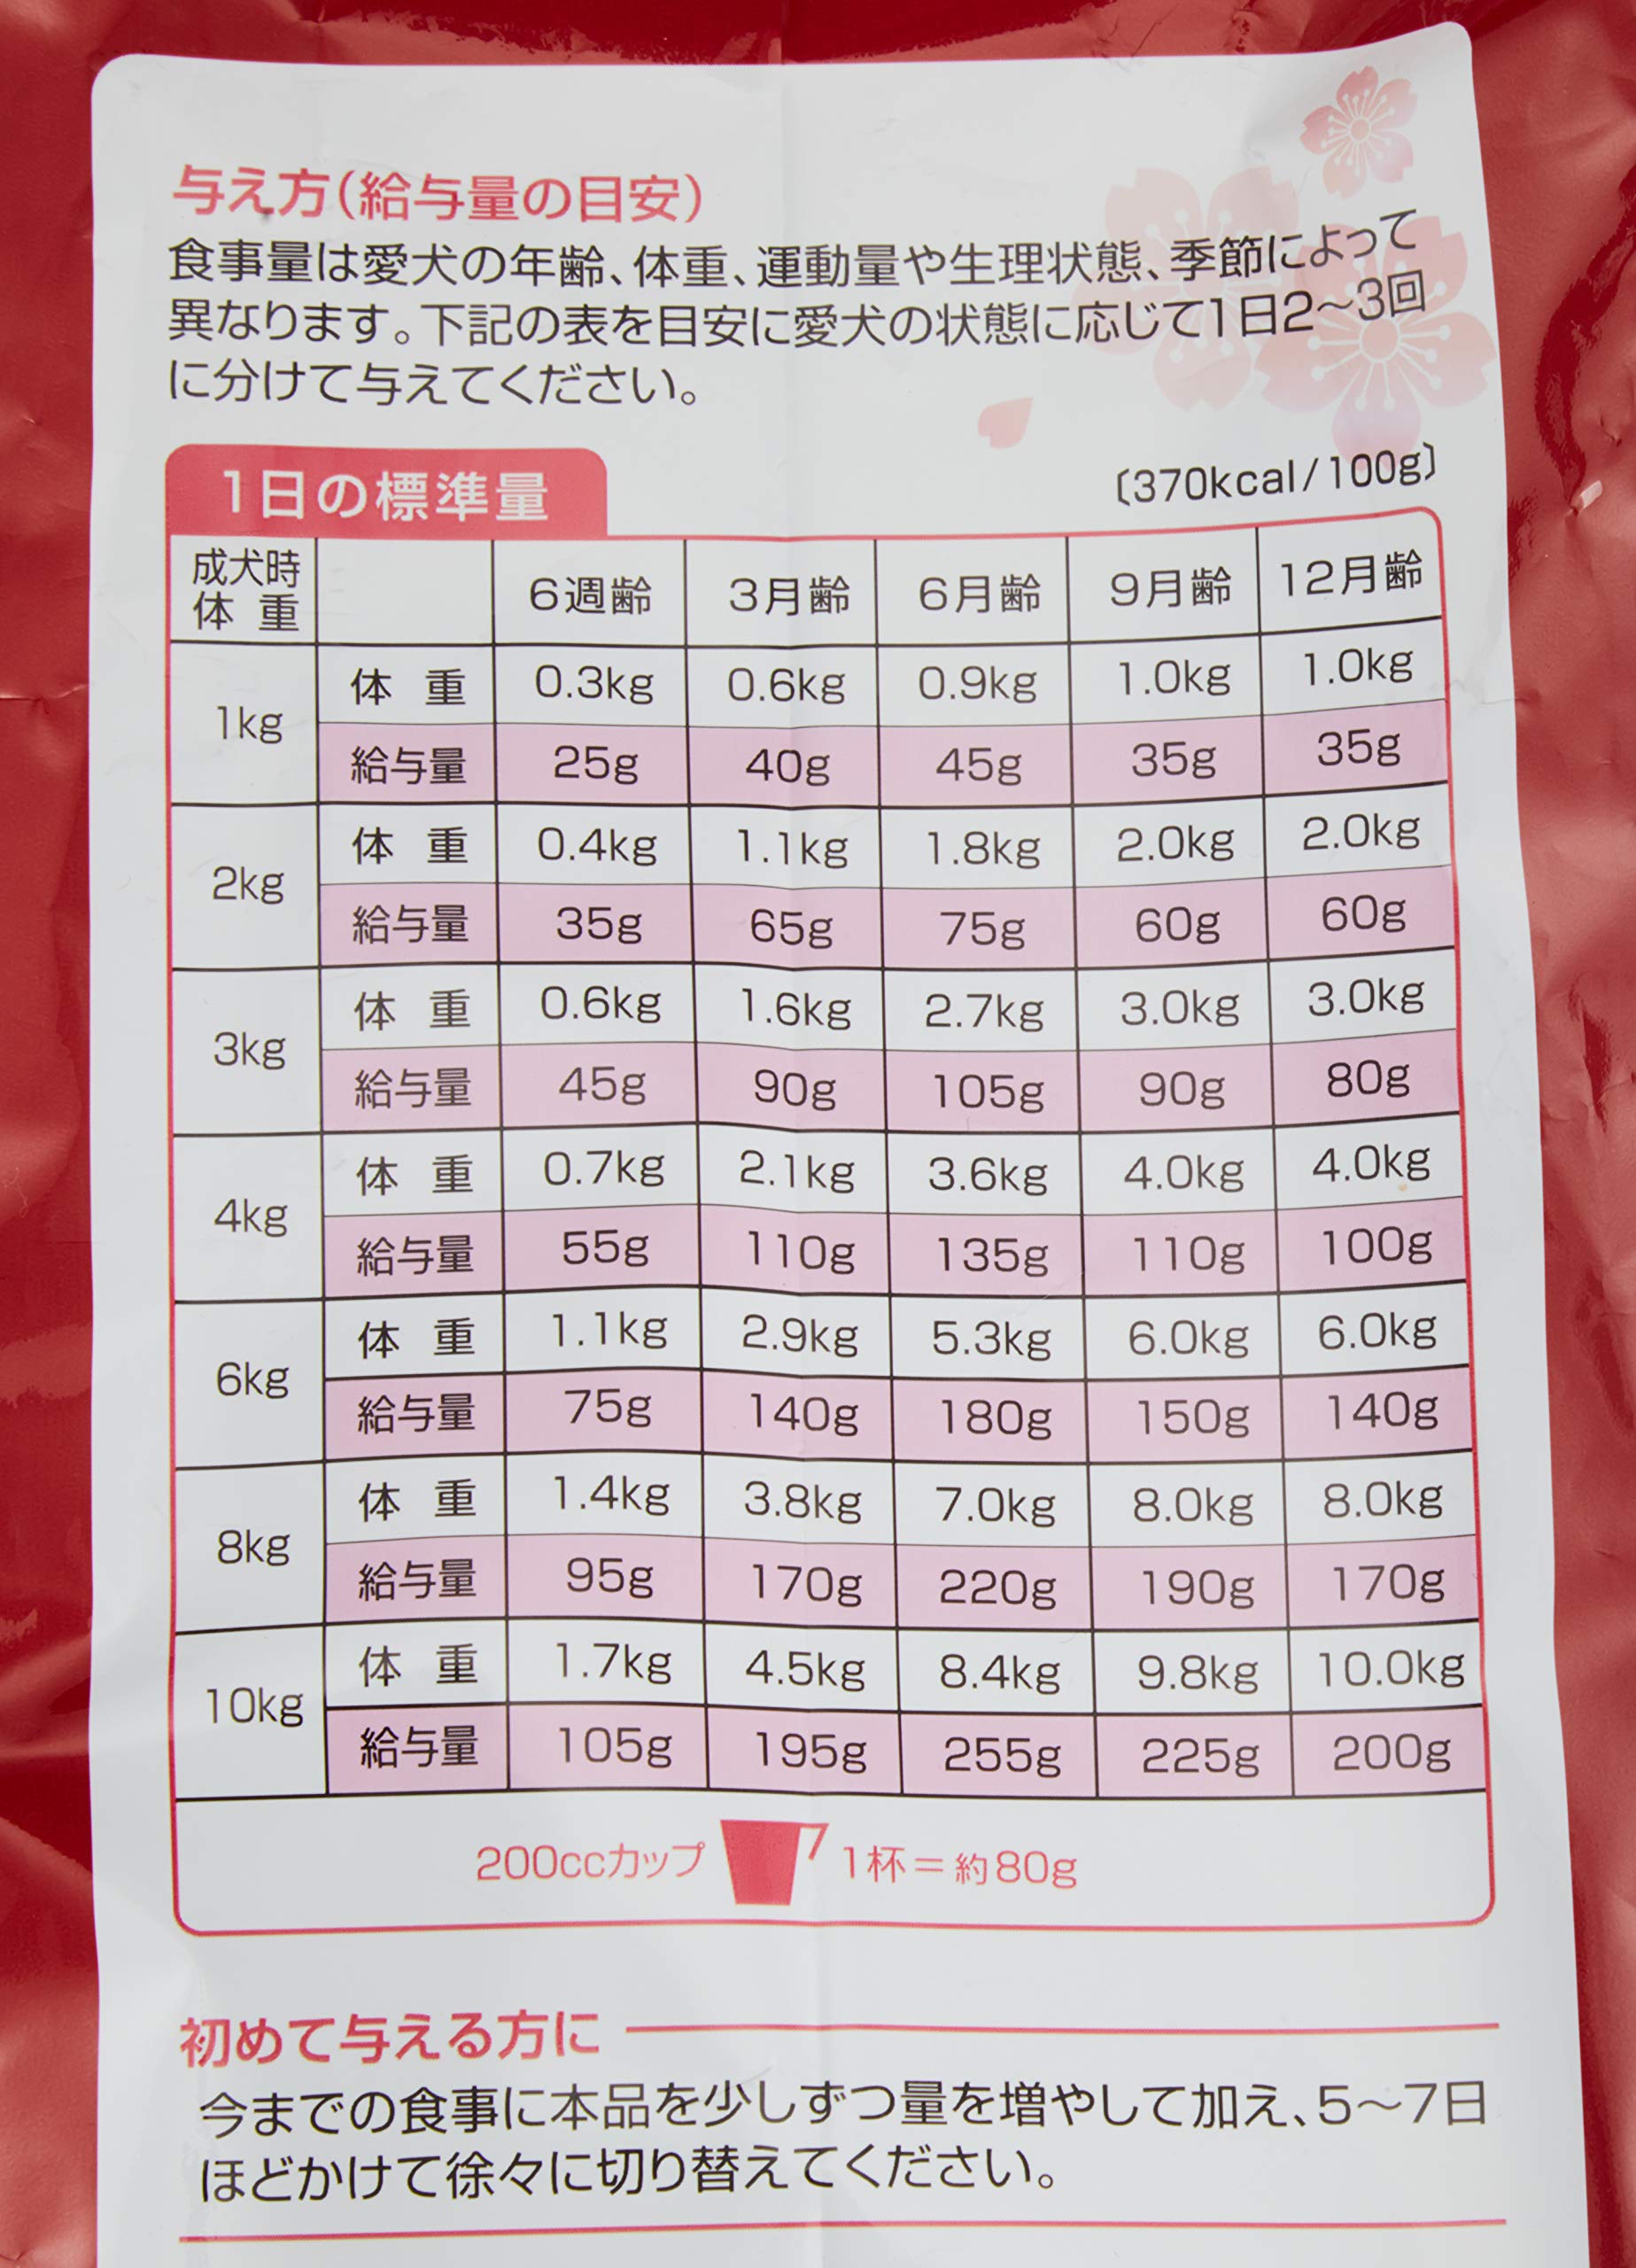 与え方（給与量の目安）
食事量は愛犬の年齢、体重、運動量や生理状態、季節によって
異なります。下記の表を目安に愛犬の状態に応じて1日2～3回
に分けて与えてください。
1日の標準量
〔370kcal/100g〕
成犬時
体重
6週齢 3月齢 6月齢 9月齢 12月齢
1kg
体重 0.3kg 0.6kg 0.9kg 1.0kg 1.0kg
給与量 25g 40g 45g 35g 35g
2kg
体重 0.4kg 1.1kg 1.8kg 2.0kg 2.0kg
給与量 35g 65g 75g 60g 60g
3kg
体重 0.6kg 1.6kg 2.7kg 3.0kg 3.0kg
給与量 45g 90g 105g 90g 80g
4kg
体重 0.7kg 2.1kg 3.6kg 4.0kg 4.0kg
給与量 55g 110g 135g 110g 100g
6kg
体重 1.1kg 2.9kg 5.3kg 6.0kg 6.0kg
給与量 75g 140g 180g 150g 140g
8kg
体重 1.4kg 3.8kg 7.0kg 8.0kg 8.0kg
給与量 95g 170g 220g 190g 170g
10kg
体重 1.7kg 4.5kg 8.4kg 9.8kg 10.0kg
給与量 105g 195g 255g 225g 200g
200ccカップ 1杯＝約80g
初めて与える方に
今までの食事に本品を少しずつ量を増やして加え、5～7日
ほどかけて徐々に切り替えてください。